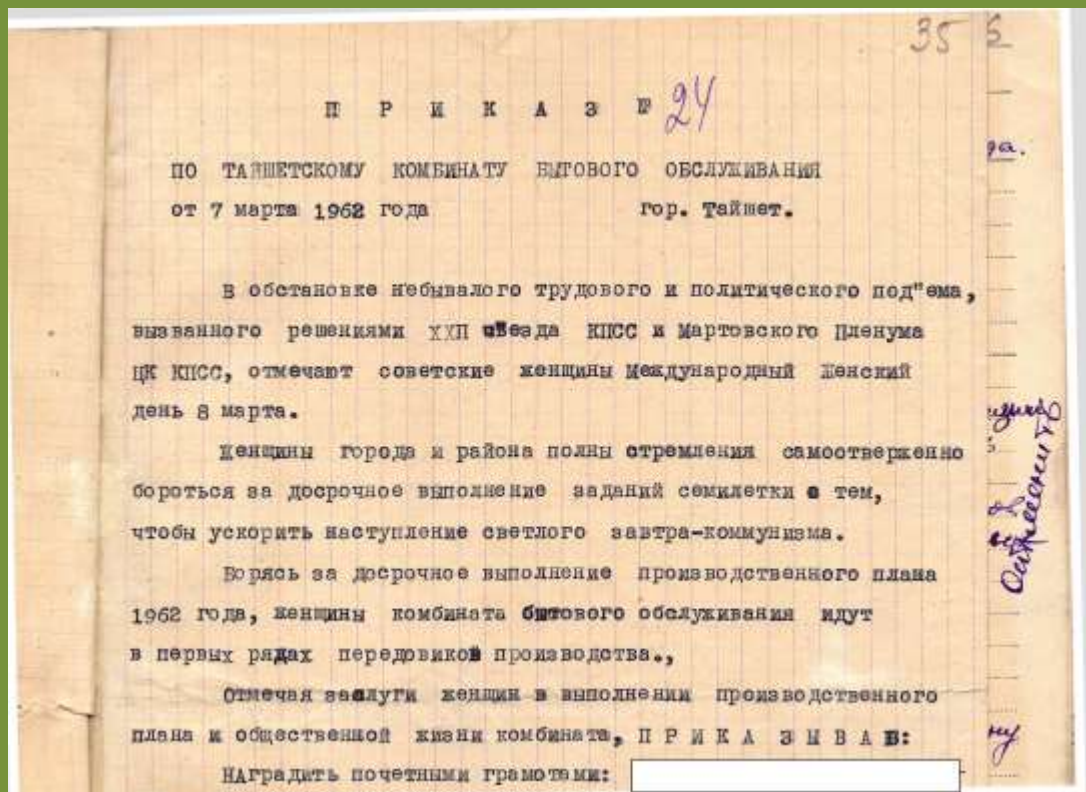 35
П Р И К А З № 24
ПО ТАЙШЕТСКОМУ КОМБИНАТУ БЫТОВОГО ОБСЛУЖИВАНИЯ
от 7 марта 1962 года гор. Тайшет.
В обстановке небывалого трудового и политического под"ема,
вызванного решениями ХХП съезда КПСС и Мартовского Пленума
ЦК КПСС, отмечают советские женщины Международный Женский
день 8 марта.
Женщины города и района полны стремления самоотверженно
бороться за досрочное выполнение заданий семилетки с тем,
чтобы ускорить наступление светлого завтра-коммунизма.
Борясь за досрочное выполнение производственного плана
1962 года, женщины комбината бытового обслуживания идут
в первых рядах передовиков производства.,
Отмечая заслуги женщин в выполнении производственного
плана и общественной жизни комбината, П Р И К А З Ы В А Ю:
НАградить почетными грамотами:
да.
ну